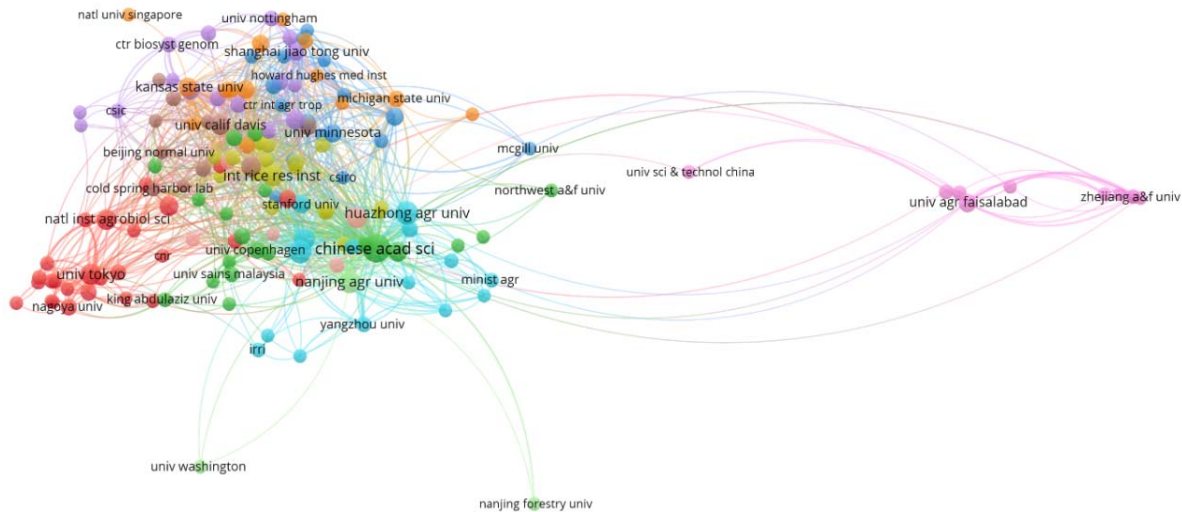 natl univ singapore
univ nottingham
ctr biosyst genom
shanghai jiao tong univ
howard hughes med inst
kansas state univ
michigan state univ
ctr int agr trop
csic
univ calif davis
univ minnesota
mcgill univ
beijing normal univ
int rice res inst
csiro
univ sci & technol china
cold spring harbor lab
northwest a&f univ
zhejiang a&f univ
stanford univ
univ agr faisalabad
natl inst agrobiol sci
huazhong agr univ
univ copenhagen
chinese acad sci
cnr
univ tokyo
univ sains malaysia
nanjing agr univ
minist agr
nagoya univ
king abdulaziz univ
yangzhou univ
irri
univ washington
nanjing forestry univ